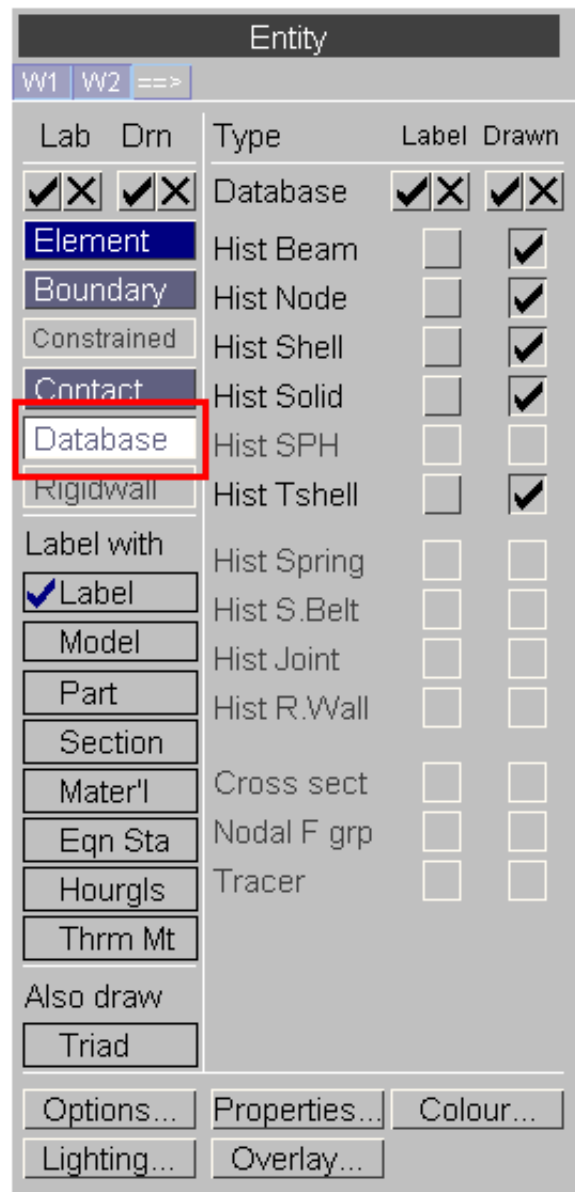 Entity
W1 W2 ==>
Lab Drn Type Label Drawn
Database
Element Hist Beam
Boundary Hist Node
Constrained Hist Shell
Contact Hist Solid
Database Hist SPH
Rigidwall Hist Tshell
Label with
Hist Spring
Label Hist S.Belt
Model Hist Joint
Part Hist R.Wall
Section
Mater'l Cross sect
Eqn Sta Nodal F grp
Hourgls Tracer
Thrm Mt
Also draw
Triad
Options... Properties... Colour...
Lighting... Overlay...